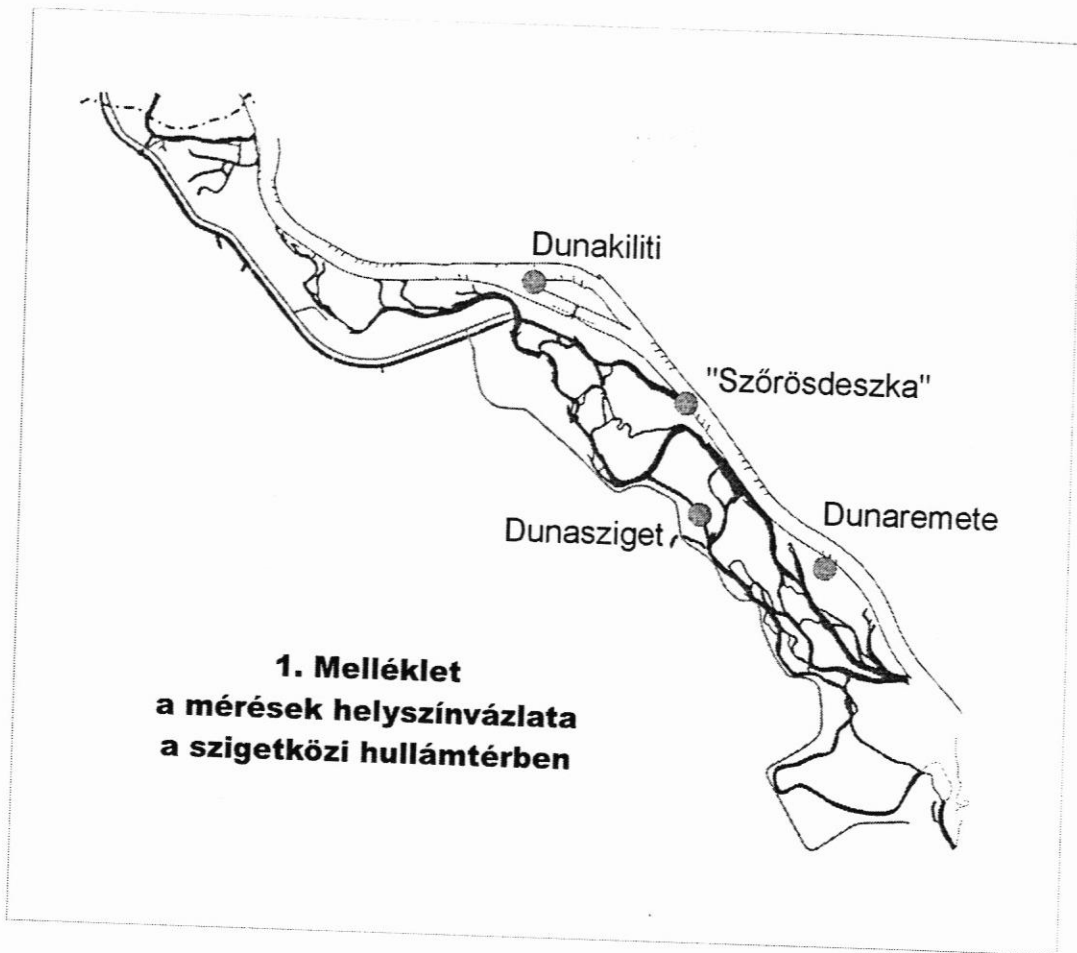 Dunakiliti
"Szőrösdeszka"
Dunasziget
Dunaremete
1. Melléklet
a mérések helyszínvázlata
a szigetközi hullámtérben